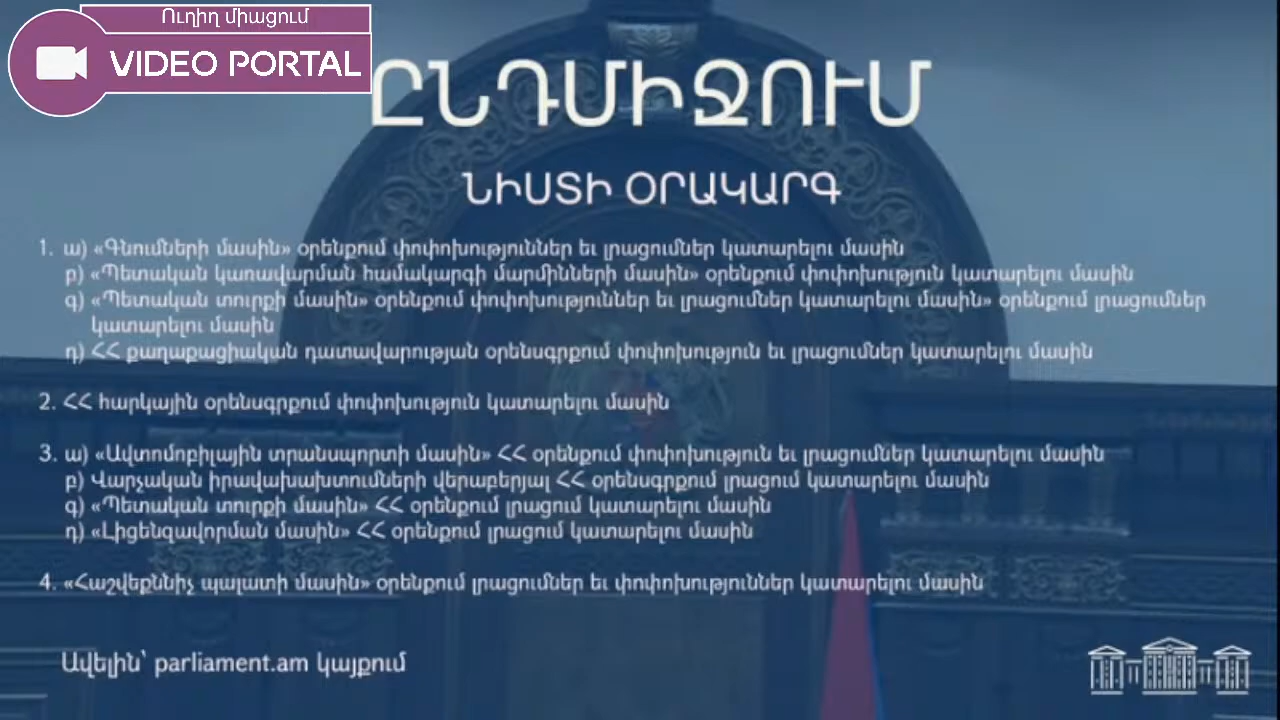 Ուղիղ միացում
VIDEO PORTAL
ԸՆԴՄԻՋՈՒՄ
ՆԻՍՏԻ ՕՐԱԿԱՐԳ
1. ա) «Գնումների մասին» օրենքում փոփոխություններ եւ լրացումներ կատարելու մասին
բ) «Պետական կառավարման համակարգի մարմինների մասին» օրենքում փոփոխություն կատարելու մասին
գ) «Պետական տուրքի մասին» օրենքում փոփոխություններ եւ լրացումներ կատարելու մասին» օրենքում լրացումներ
կատարելու մասին
դ) ՀՀ քաղաքացիական դատավարության օրենսգրքում փոփոխություն եւ լրացումներ կատարելու մասին
2. ՀՀ հարկային օրենսգրքում փոփոխություն կատարելու մասին
3. ա) «Ավտոմոբիլային տրանսպորտի մասին» ՀՀ օրենքում փոփոխություն եւ լրացումներ կատարելու մասին
բ) Վարչական իրավախախտումների վերաբերյալ ՀՀ օրենսգրքում լրացում կատարելու մասին
գ) «Պետական տուրքի մասին» ՀՀ օրենքում լրացում կատարելու մասին
դ) «Լիցենզավորման մասին» ՀՀ օրենքում լրացում կատարելու մասին
4. «Հաշվեքննիչ պալատի մասին» օրենքում լրացումներ եւ փոփոխություններ կատարելու մասին
Ավելին՝ parliament.am կայքում